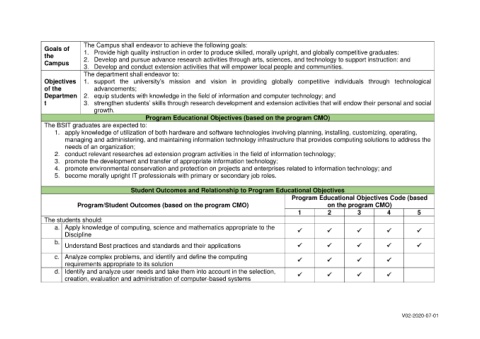 Goals of the Campus
The Campus shall endeavor to achieve the following goals:
1. Provide high quality instruction in order to produce skilled, morally upright, and globally competitive graduates;
2. Develop and pursue advance research activities through arts, sciences, and technology to support instruction; and
3. Develop and conduct extension activities that will empower local people and communities.
Objectives of the Departmen t
The department shall endeavor to:
1. support the university's mission and vision in providing globally competitive individuals through technological
advancements;
2. equip students with knowledge in the field of information and computer technology; and
3. strengthen students' skills through research development and extension activities that will endow their personal and social
growth.
Program Educational Objectives (based on the program CMO)
The BSIT graduates are expected to:
1. apply knowledge of utilization of both hardware and software technologies involving planning, installing, customizing, operating,
managing and administering, and maintaining information technology infrastructure that provides computing solutions to address the
needs of an organization;
2. conduct relevant researches ad extension program activities in the field of information technology;
3. promote the development and transfer of appropriate information technology;
4. promote environmental conservation and protection on projects and enterprises related to information technology; and
5. become morally upright IT professionals with primary or secondary job roles.
Student Outcomes and Relationship to Program Educational Objectives
Program/Student Outcomes (based on the program CMO)
Program Educational Objectives Code (based
on the program CMO)
1 2 3 4 5
The students should:
a. Apply knowledge of computing, science and mathematics appropriate to the
Discipline ✓ ✓ ✓ ✓ ✓
b. Understand Best practices and standards and their applications ✓ ✓ ✓ ✓ ✓
c. Analyze complex problems, and identify and define the computing
requirements appropriate to its solution ✓ ✓ ✓ ✓
d. Identify and analyze user needs and take them into account in the selection,
creation, evaluation and administration of computer-based systems ✓ ✓ ✓ ✓
V02-2020-07-01